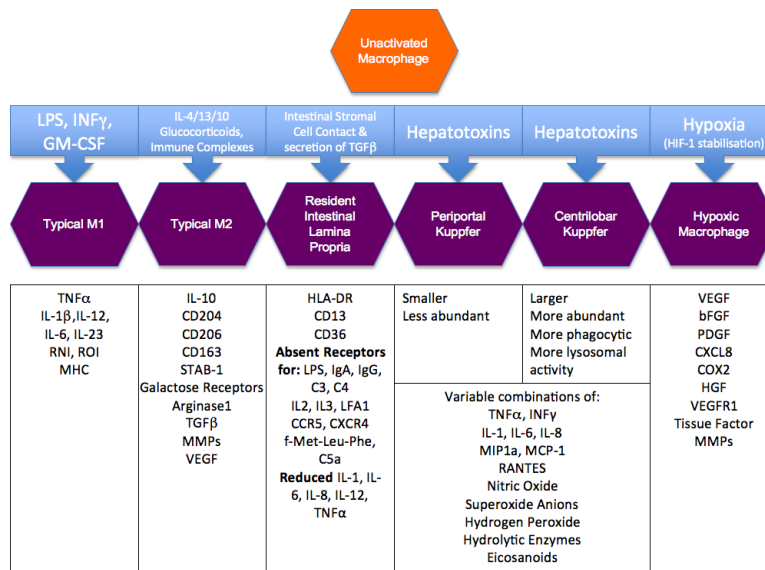 Unactivated
Macrophage
LPS, INFγ,
GM-CSF
IL-4/13/10
Glucocorticoids,
Immune Complexes
Intestinal Stromal
Cell Contact &
secretion of TGFβ
Hepatotoxins
Hepatotoxins
Hypoxia
(HIF-1 stabilisation)
Typical M1
Typical M2
Resident
Intestinal
Lamina
Propria
Periportal
Kupffer
Centrilobar
Kupffer
Hypoxic
Macrophage
TNFα
IL-1β,IL-12,
IL-6, IL-23
RNI, ROI
MHC
IL-10
CD204
CD206
CD163
STAB-1
Galactose Receptors
Arginase1
TGFβ
MMPs
VEGF
HLA-DR
CD13
CD36
Absent Receptors
for: LPS, IgA, IgG,
C3, C4
IL2, IL3, LFA1
CCR5, CXCR4
f-Met-Leu-Phe,
C5a
Reduced IL-1, IL-
6, IL-8, IL-12,
TNFα
Smaller
Less abundant
Larger
More abundant
More phagocytic
More lysosomal
activity
Variable combinations of:
TNFα, INFγ
IL-1, IL-6, IL-8
MIP1a, MCP-1
RANTES
Nitric Oxide
Superoxide Anions
Hydrogen Peroxide
Hydrolytic Enzymes
Eicosanoids
VEGF
bFGF
PDGF
CXCL8
COX2
HGF
VEGFR1
Tissue Factor
MMPs